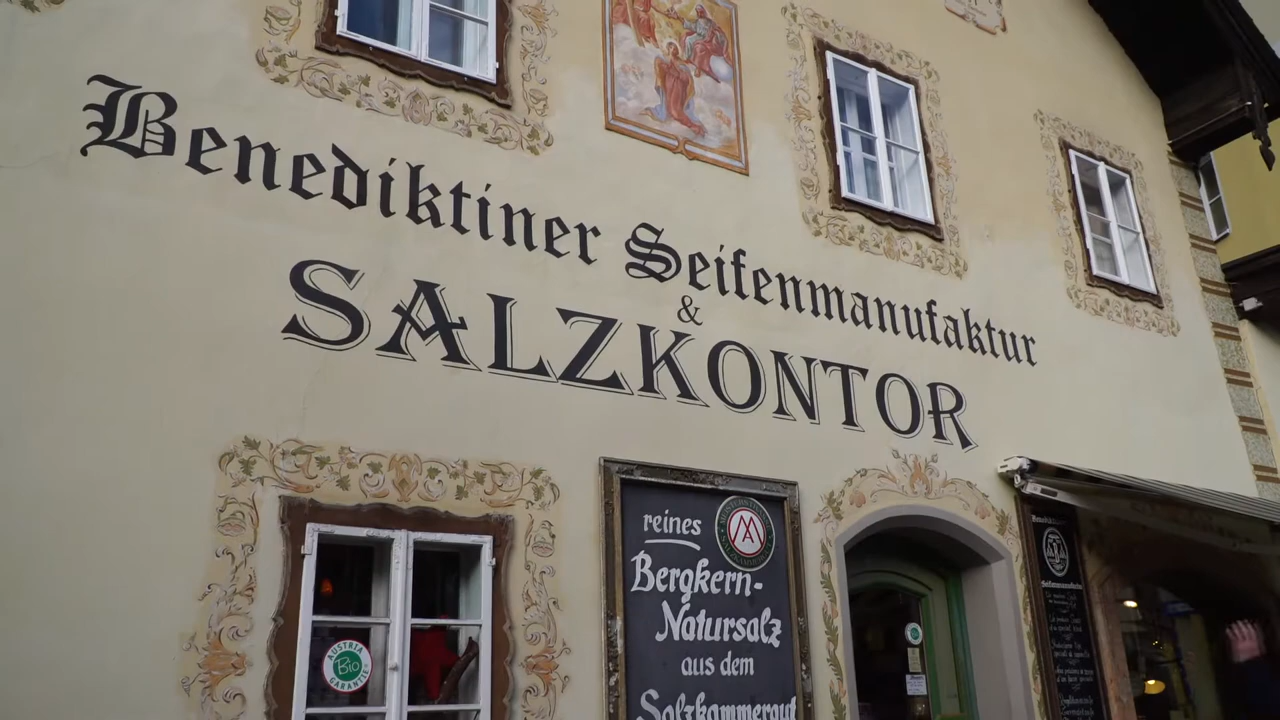 Benediktiner Seifenmanufaktur
&
SALZKONTOR
reines
Bergkern-
Natursalz
aus dem
Salzkammergut
AUSTRIA
Bio
GARANTIE